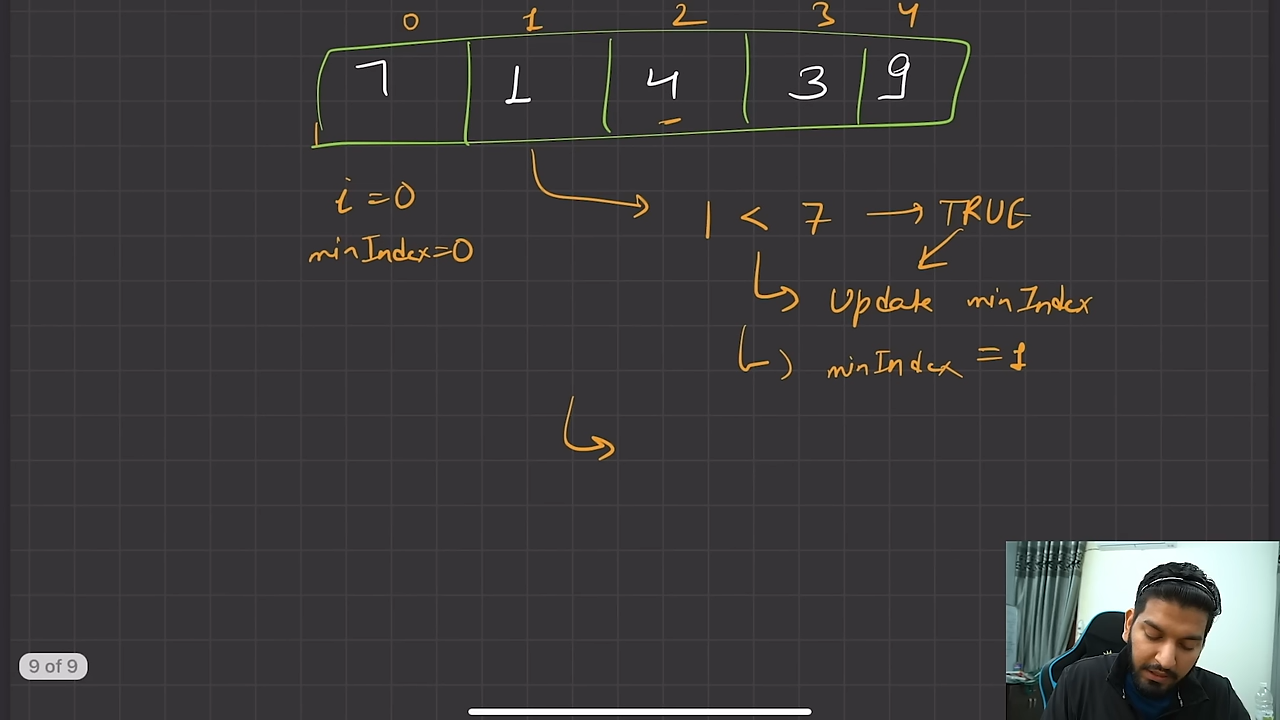 0 1 2 3 4
7 1 4 3 9
i = 0
minIndex = 0
1 < 7 → TRUE
Update minIndex
minIndex = 1
9 of 9